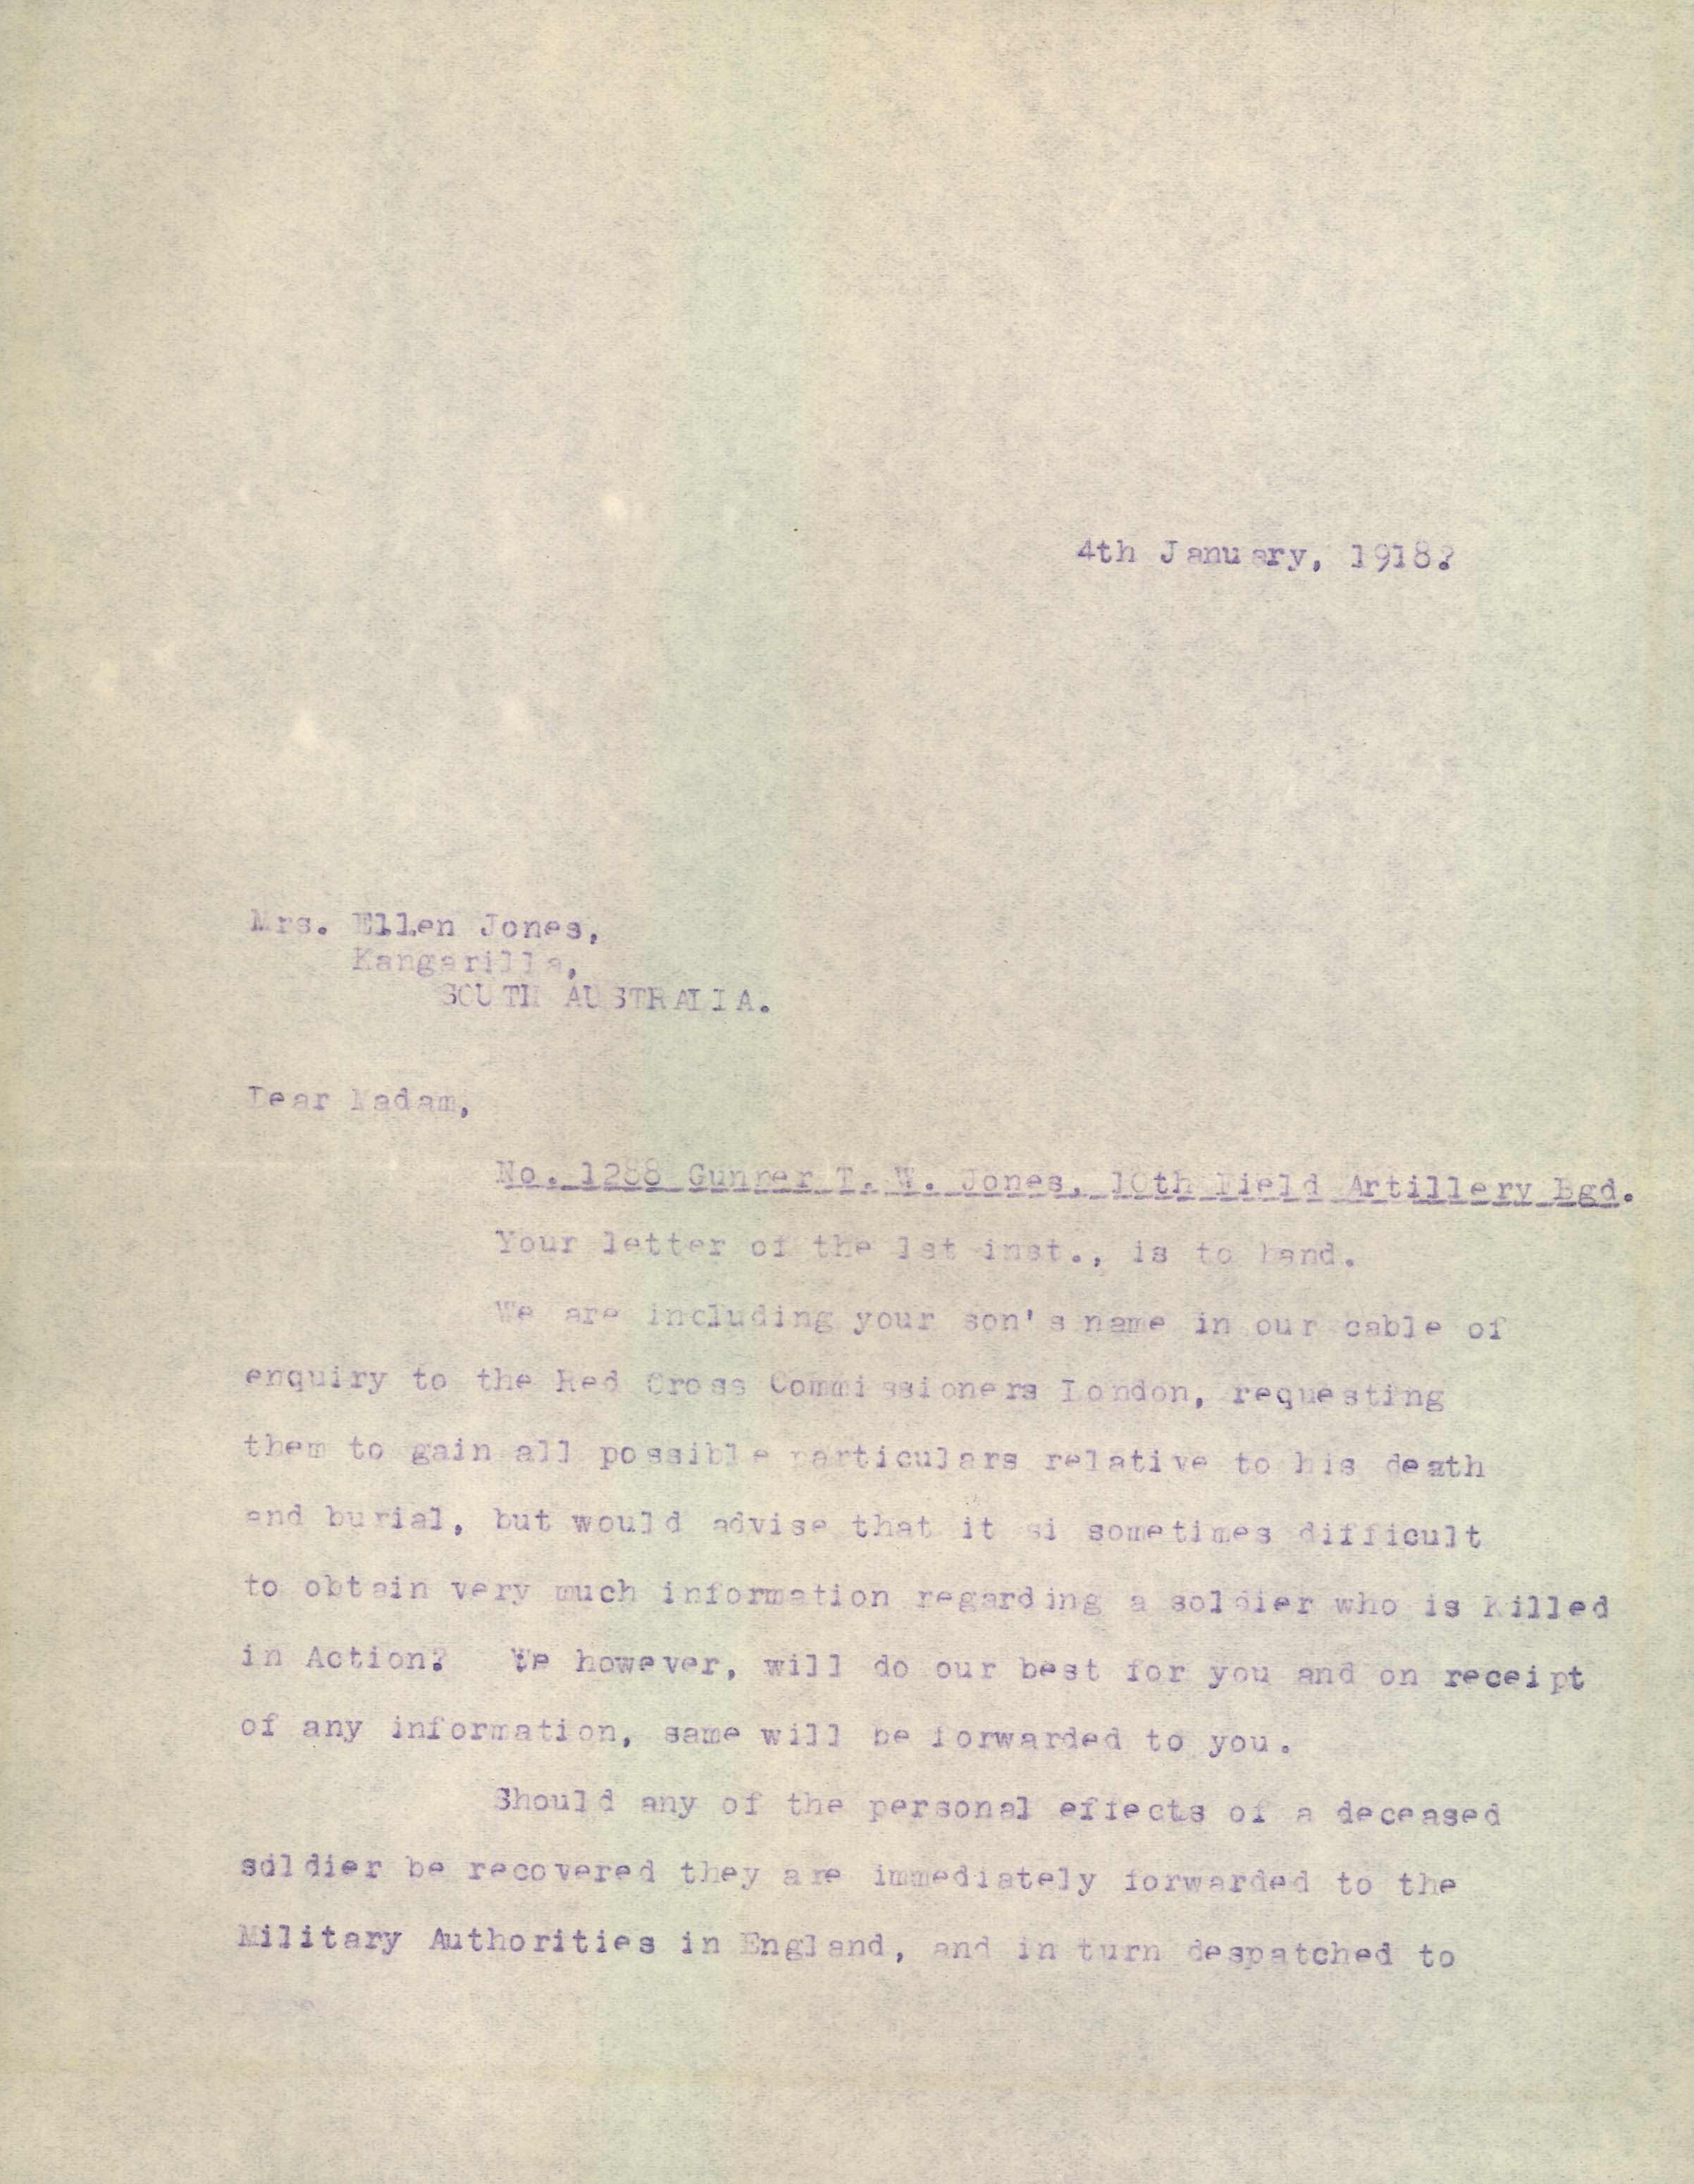 4th January, 1918?
Mrs. Ellen Jones,
Kangarilla,
SOUTH AUSTRALIA.
Dear Madam,
No. 1288 Gunner T. W. Jones, 10th Field Artillery Bgd.
Your letter of the 1st inst., is to hand.
We are including your son's name in our cable of
enquiry to the Red Cross Commissioners London, requesting
them to gain all possible particulars relative to his death
and burial, but would advise that it si sometimes difficult
to obtain very much information regarding a soldier who is Killed
in Action? We however, will do our best for you and on receipt
of any information, same will be forwarded to you.
Should any of the personal effects of a deceased
soldier be recovered they are immediately forwarded to the
Military Authorities in England, and in turn despatched to